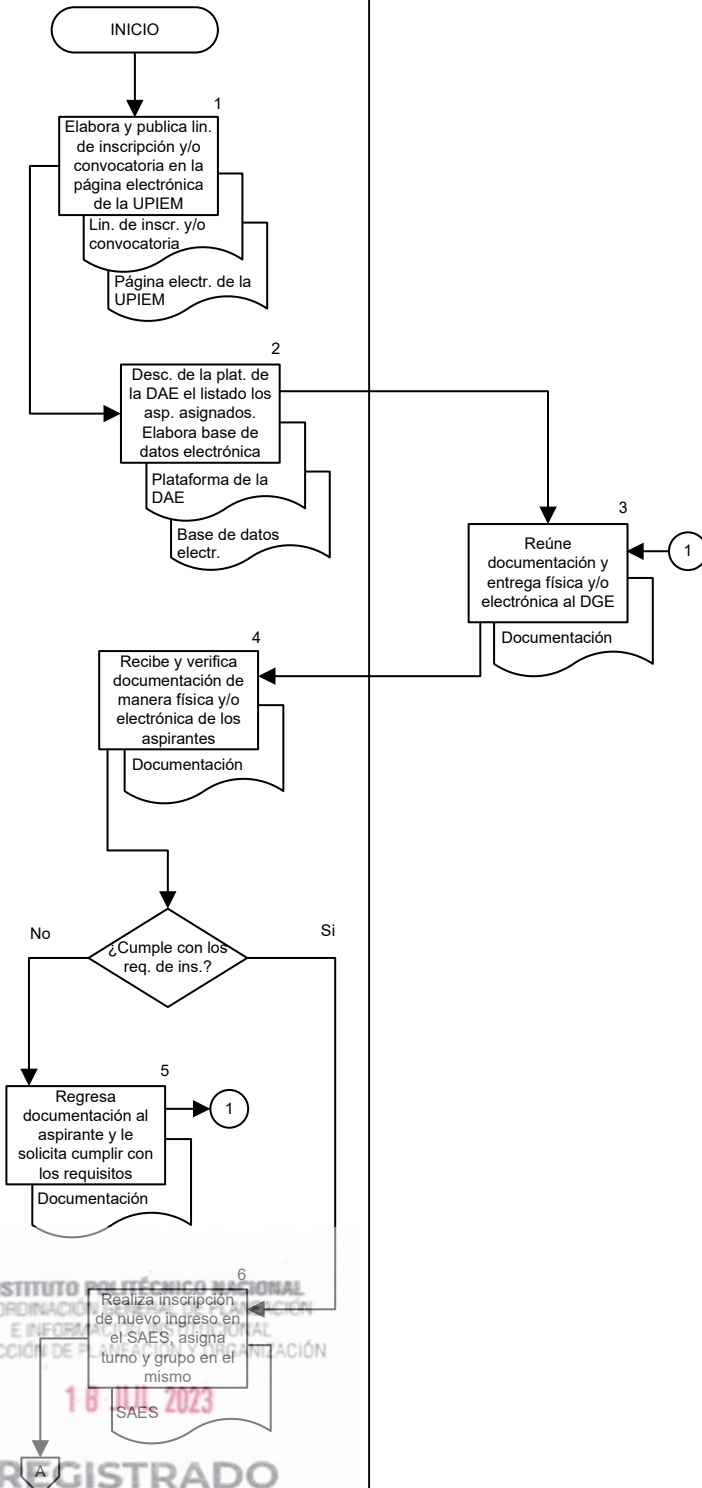 INICIO
1
Elabora y publica lin.
de inscripción y/o
convocatoria en la
página electrónica
de la UPIEM
Lin. de inscr. y/o
convocatoria
Página electr. de la
UPIEM
2
Desc. de la plat. de
la DAE el listado los
asp. asignados.
Elabora base de
datos electrónica
Plataforma de la
DAE
Base de datos
electr.
3
Reúne
documentación y
entrega física y/o
electrónica al DGE
1
Documentación
4
Recibe y verifica
documentación de
manera física y/o
electrónica de los
aspirantes
Documentación
No
¿Cumple con los
req. de ins.?
Si
5
Regresa
documentación al
aspirante y le
solicita cumplir con
los requisitos
1
Documentación
6
Realiza inscripción
de nuevo ingreso en
el SAES, asigna
turno y grupo en el
mismo
SAES
A
STITUTO POLITÉCNICO NACIONAL
ORDINACIÓN GENERAL DE PLANEACIÓN
E INFORMACIÓN INSTITUCIONAL
CCIÓN DE PLANEACIÓN Y ORGANIZACIÓN
18 JUL 2023
REGISTRADO